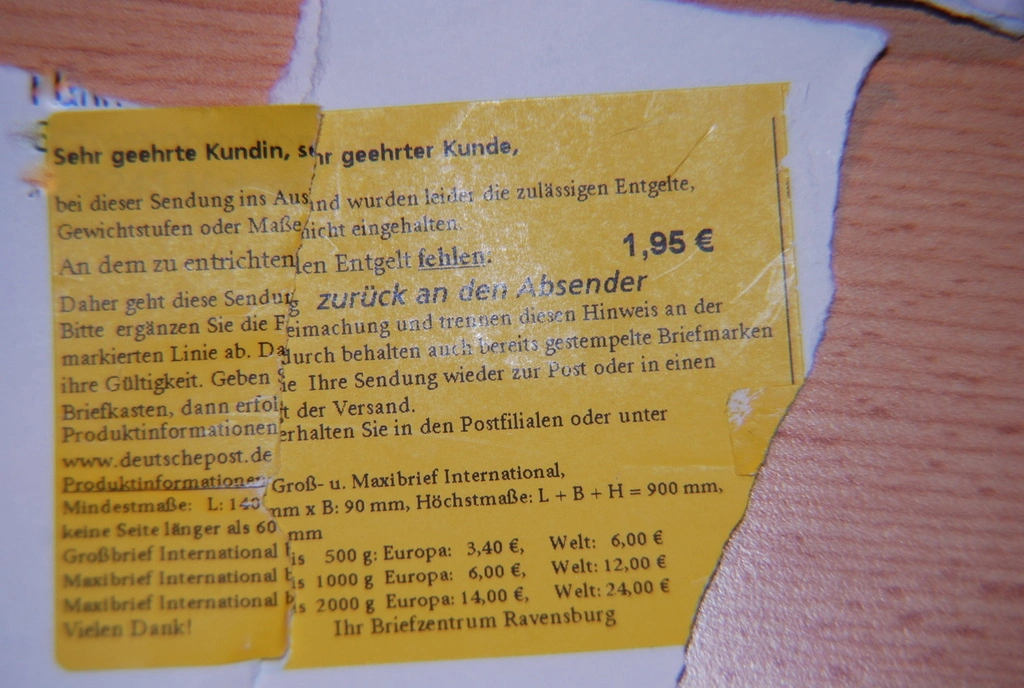 Sehr geehrte Kundin, sehr geehrter Kunde,
bei dieser Sendung ins Ausland wurden leider die zulässigen Entgelte,
Gewichtstufen oder Maße nicht eingehalten.
An dem zu entrichtenden Entgelt fehlen: 1,95 €
Daher geht diese Sendung zurück an den Absender
Bitte ergänzen Sie die Freimachung und trennen diesen Hinweis an der
markierten Linie ab. Dadurch behalten auch bereits gestempelte Briefmarken
ihre Gültigkeit. Geben Sie Ihre Sendung wieder zur Post oder in einen
Briefkasten, dann erfolgt der Versand.
Produktinformationen erhalten Sie in den Postfilialen oder unter
www.deutschepost.de
Produktinformationen Groß- u. Maxibrief International,
Mindestmaße: L: 140 mm x B: 90 mm, Höchstmaße: L + B + H = 900 mm,
keine Seite länger als 60 mm
Großbrief International bis 500 g: Europa: 3,40 €, Welt: 6,00 €
Maxibrief International bis 1000 g Europa: 6,00 €, Welt: 12,00 €
Maxibrief International bis 2000 g Europa: 14,00 €, Welt: 24,00 €
Vielen Dank! Ihr Briefzentrum Ravensburg